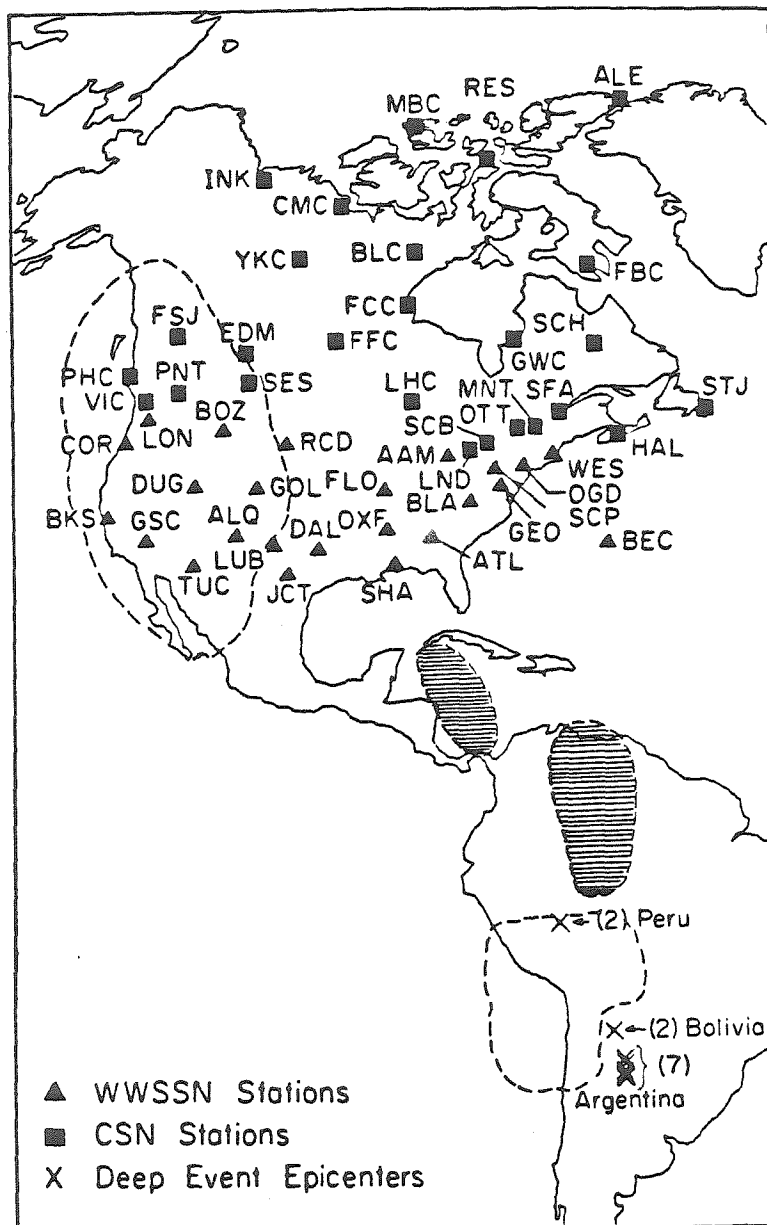 ALE
RES
MBC
INK
CMC
YKC
BLC
FBC
FCC
FSJ
EDM
FFC
SCH
GWC
PHC
PNT
SES
LHC
MNT
SFA
STJ
VIC
BOZ
SCB
OTT
COR
LON
RCD
AAM
HAL
WES
DUG
GOL
FLO
LND
OGD
BLA
SCP
BKS
GSC
ALQ
DAL
OXF
GEO
BEC
LUB
ATL
TUC
JCT
SHA
(2) Peru
(2) Bolivia
(7)
Argentina
WWSSN Stations
CSN Stations
X Deep Event Epicenters